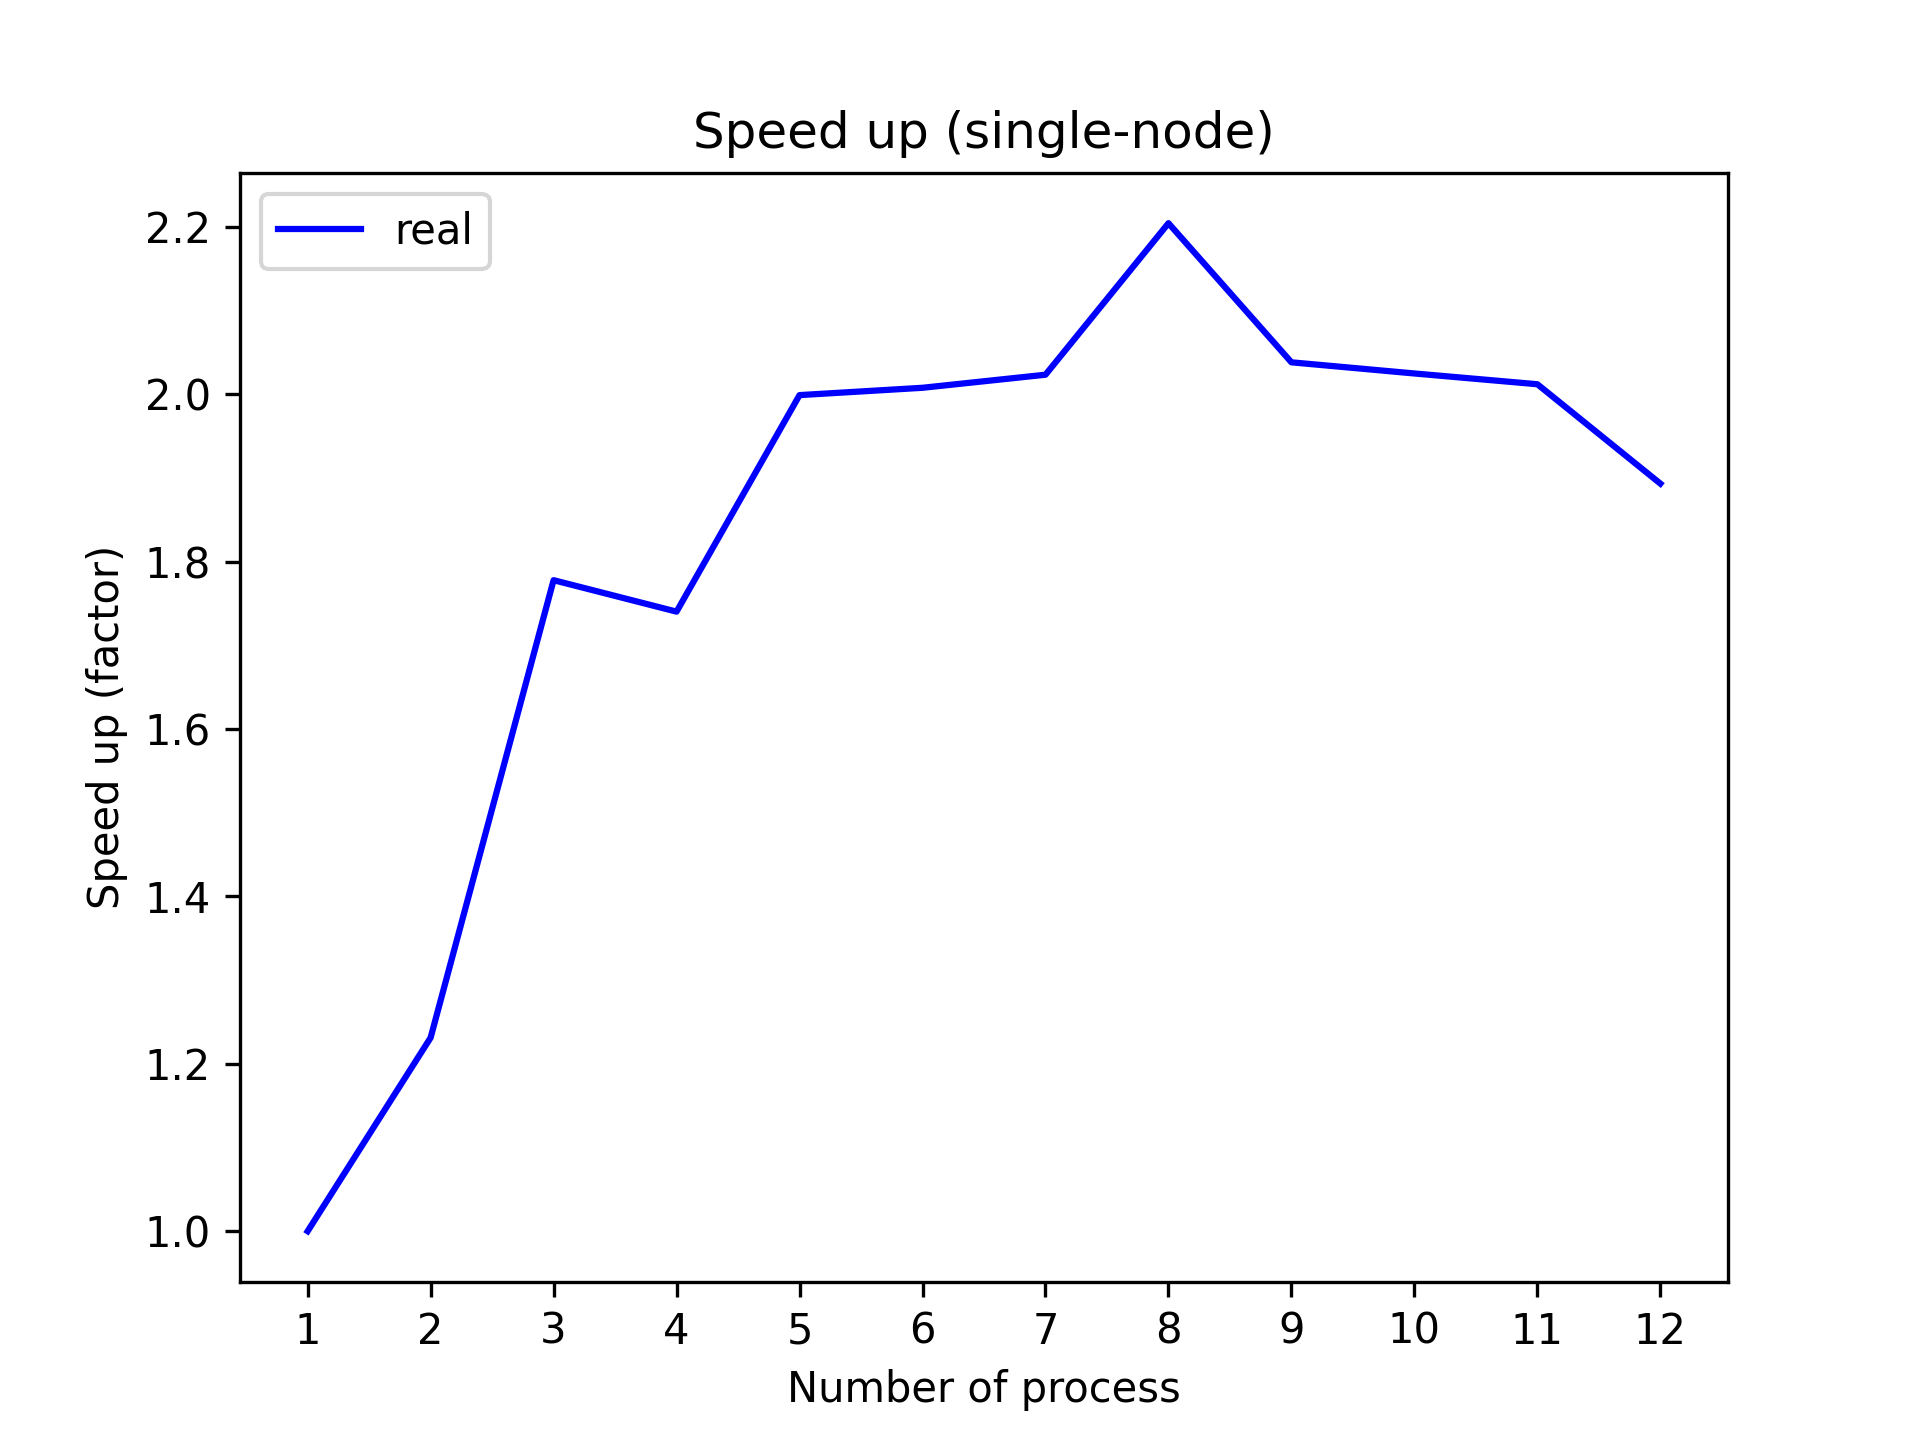 Speed up (single-node)
real
2.2
2.0
1.8
1.6
1.4
1.2
1.0
Speed up (factor)
1 2 3 4 5 6 7 8 9 10 11 12
Number of process